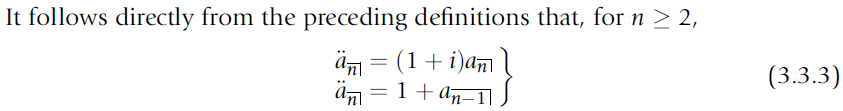 It follows directly from the preceding definitions that, for n ≥ 2,
ä_{n⌉} = (1 + i)a_{n⌉}
ä_{n⌉} = 1 + a_{n−1⌉} } (3.3.3)